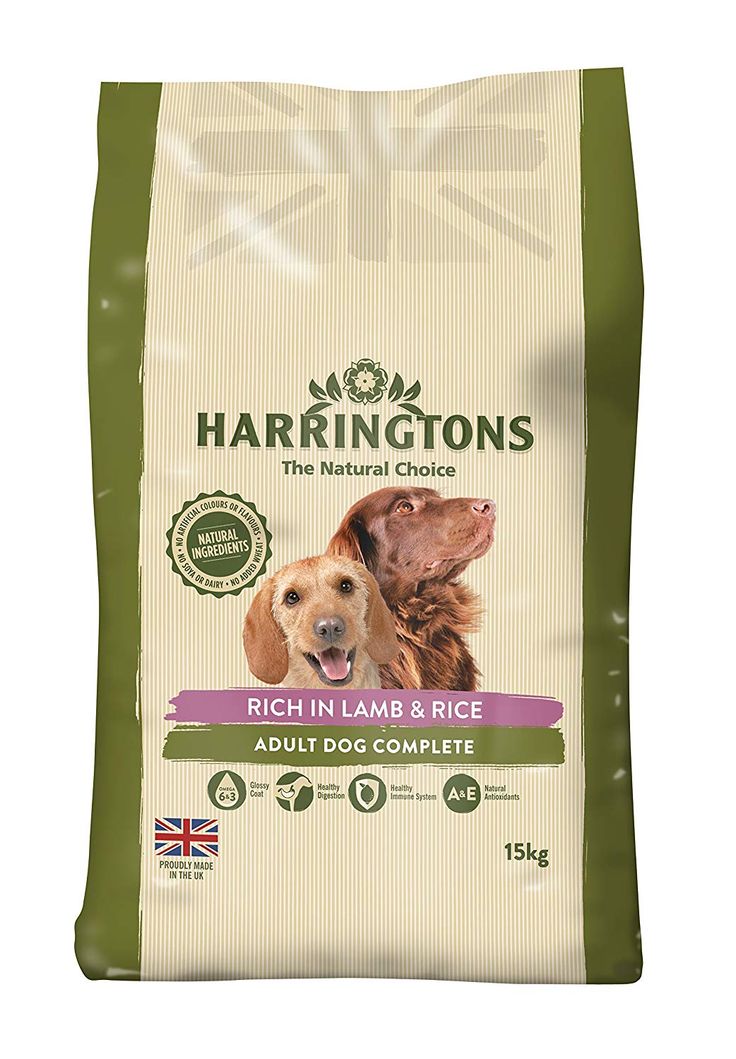 HARRINGTONS
The Natural Choice
NO ARTIFICIAL COLOURS OR FLAVOURS • NO ADDED WHEAT • NO SOYA OR DAIRY •
NATURAL
INGREDIENTS
RICH IN LAMB & RICE
ADULT DOG COMPLETE
OMEGA
6&3
Glossy
Coat
Healthy
Digestion
Healthy
Immune System
A&E
Natural
Antioxidants
PROUDLY MADE
IN THE UK
15kg